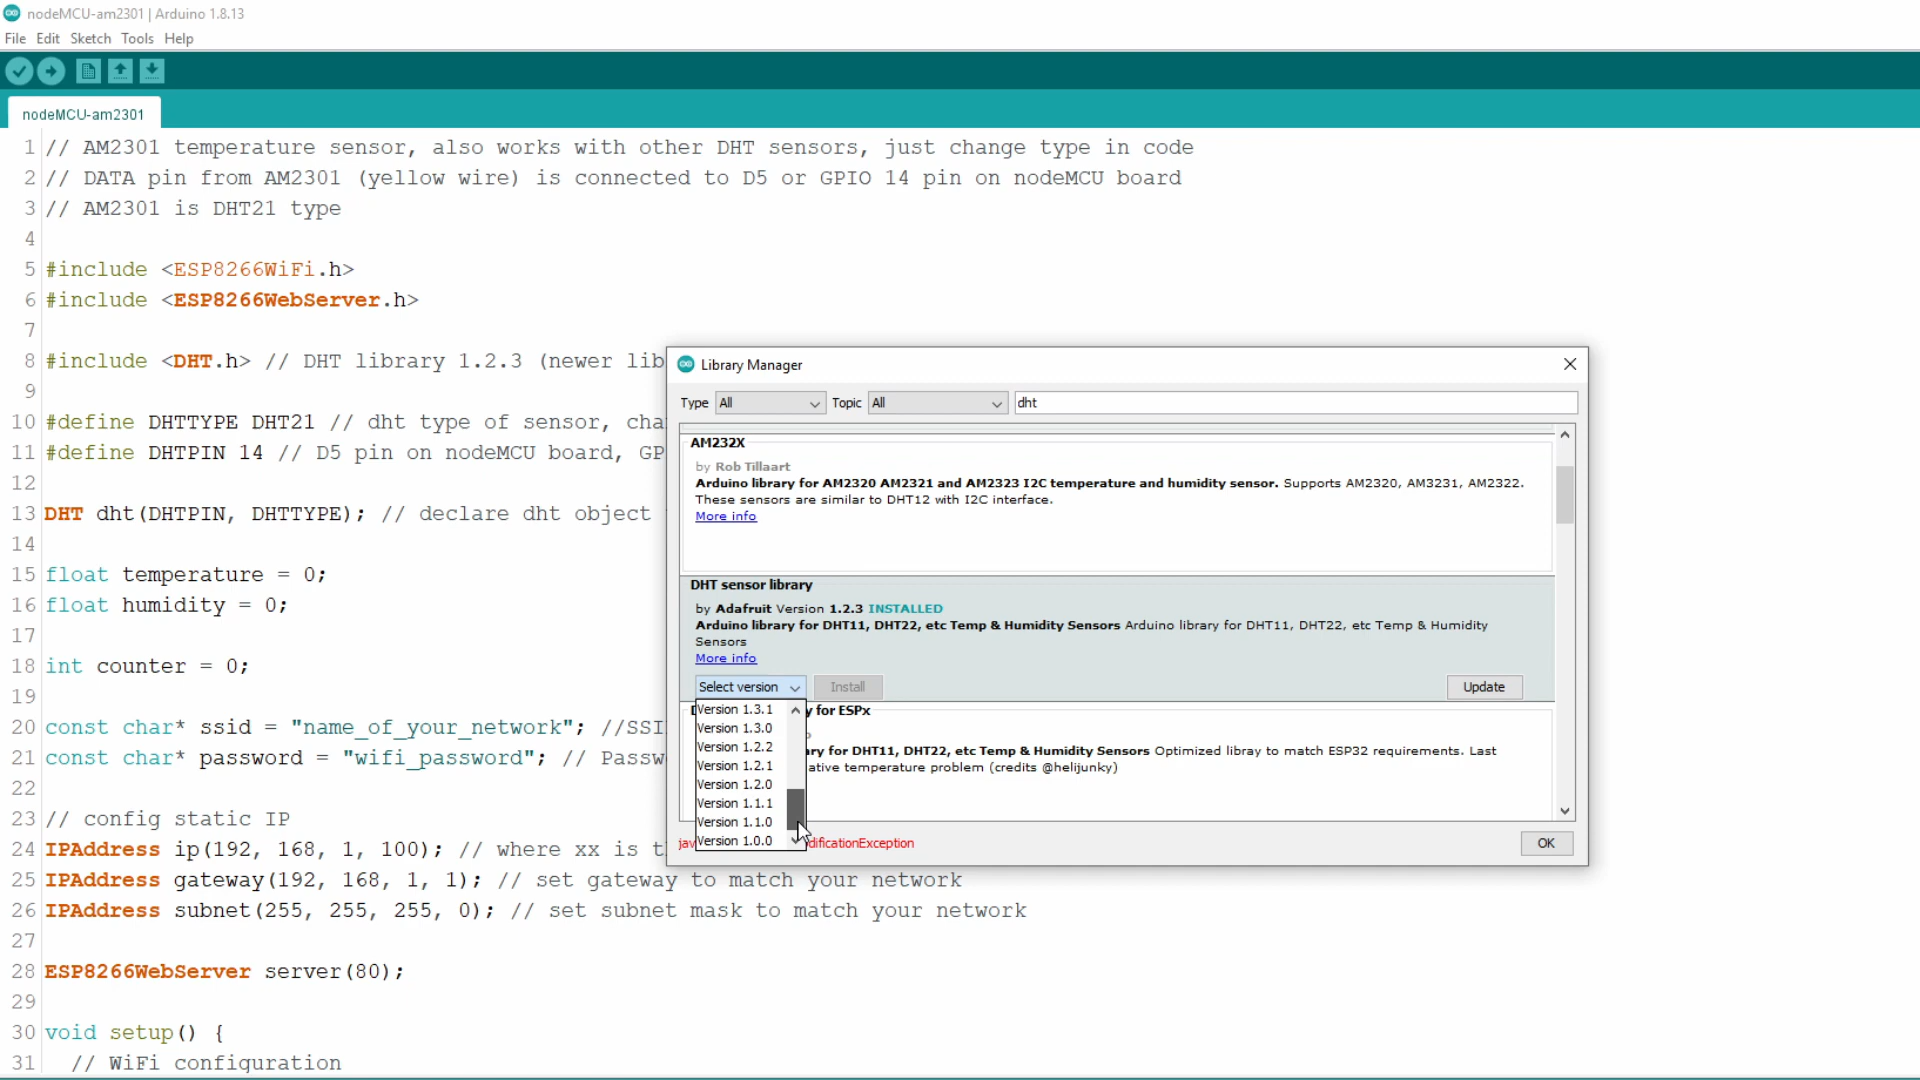 nodeMCU-am2301 | Arduino 1.8.13
File Edit Sketch Tools Help
nodeMCU-am2301
1 // AM2301 temperature sensor, also works with other DHT sensors, just change type in code
2 // DATA pin from AM2301 (yellow wire) is connected to D5 or GPIO 14 pin on nodeMCU board
3 // AM2301 is DHT21 type
4
5 #include <ESP8266WiFi.h>
6 #include <ESP8266WebServer.h>
7
8 #include <DHT.h> // DHT library 1.2.3 (newer lib
9
10 #define DHTTYPE DHT21 // dht type of sensor, cha
11 #define DHTPIN 14 // D5 pin on nodeMCU board, GP
12
13 DHT dht(DHTPIN, DHTTYPE); // declare dht object
14
15 float temperature = 0;
16 float humidity = 0;
17
18 int counter = 0;
19
20 const char* ssid = "name_of_your_network"; //SSI
21 const char* password = "wifi_password"; // Passw
22
23 // config static IP
24 IPAddress ip(192, 168, 1, 100); // where xx is t
25 IPAddress gateway(192, 168, 1, 1); // set gateway to match your network
26 IPAddress subnet(255, 255, 255, 0); // set subnet mask to match your network
27
28 ESP8266WebServer server(80);
29
30 void setup() {
31 // WiFi configuration
Library Manager
Type All Topic All dht
AM232X
by Rob Tillaart
Arduino library for AM2320 AM2321 and AM2323 I2C temperature and humidity sensor. Supports AM2320, AM3231, AM2322.
These sensors are similar to DHT12 with I2C interface.
More info
DHT sensor library
by Adafruit Version 1.2.3 INSTALLED
Arduino library for DHT11, DHT22, etc Temp & Humidity Sensors Arduino library for DHT11, DHT22, etc Temp & Humidity
Sensors
More info
Select version Install Update
Version 1.3.1
Version 1.3.0
Version 1.2.2
Version 1.2.1
Version 1.2.0
Version 1.1.1
Version 1.1.0
Version 1.0.0
y for ESPx
ary for DHT11, DHT22, etc Temp & Humidity Sensors Optimized libray to match ESP32 requirements. Last
ative temperature problem (credits @helijunky)
jav
dificationException
OK